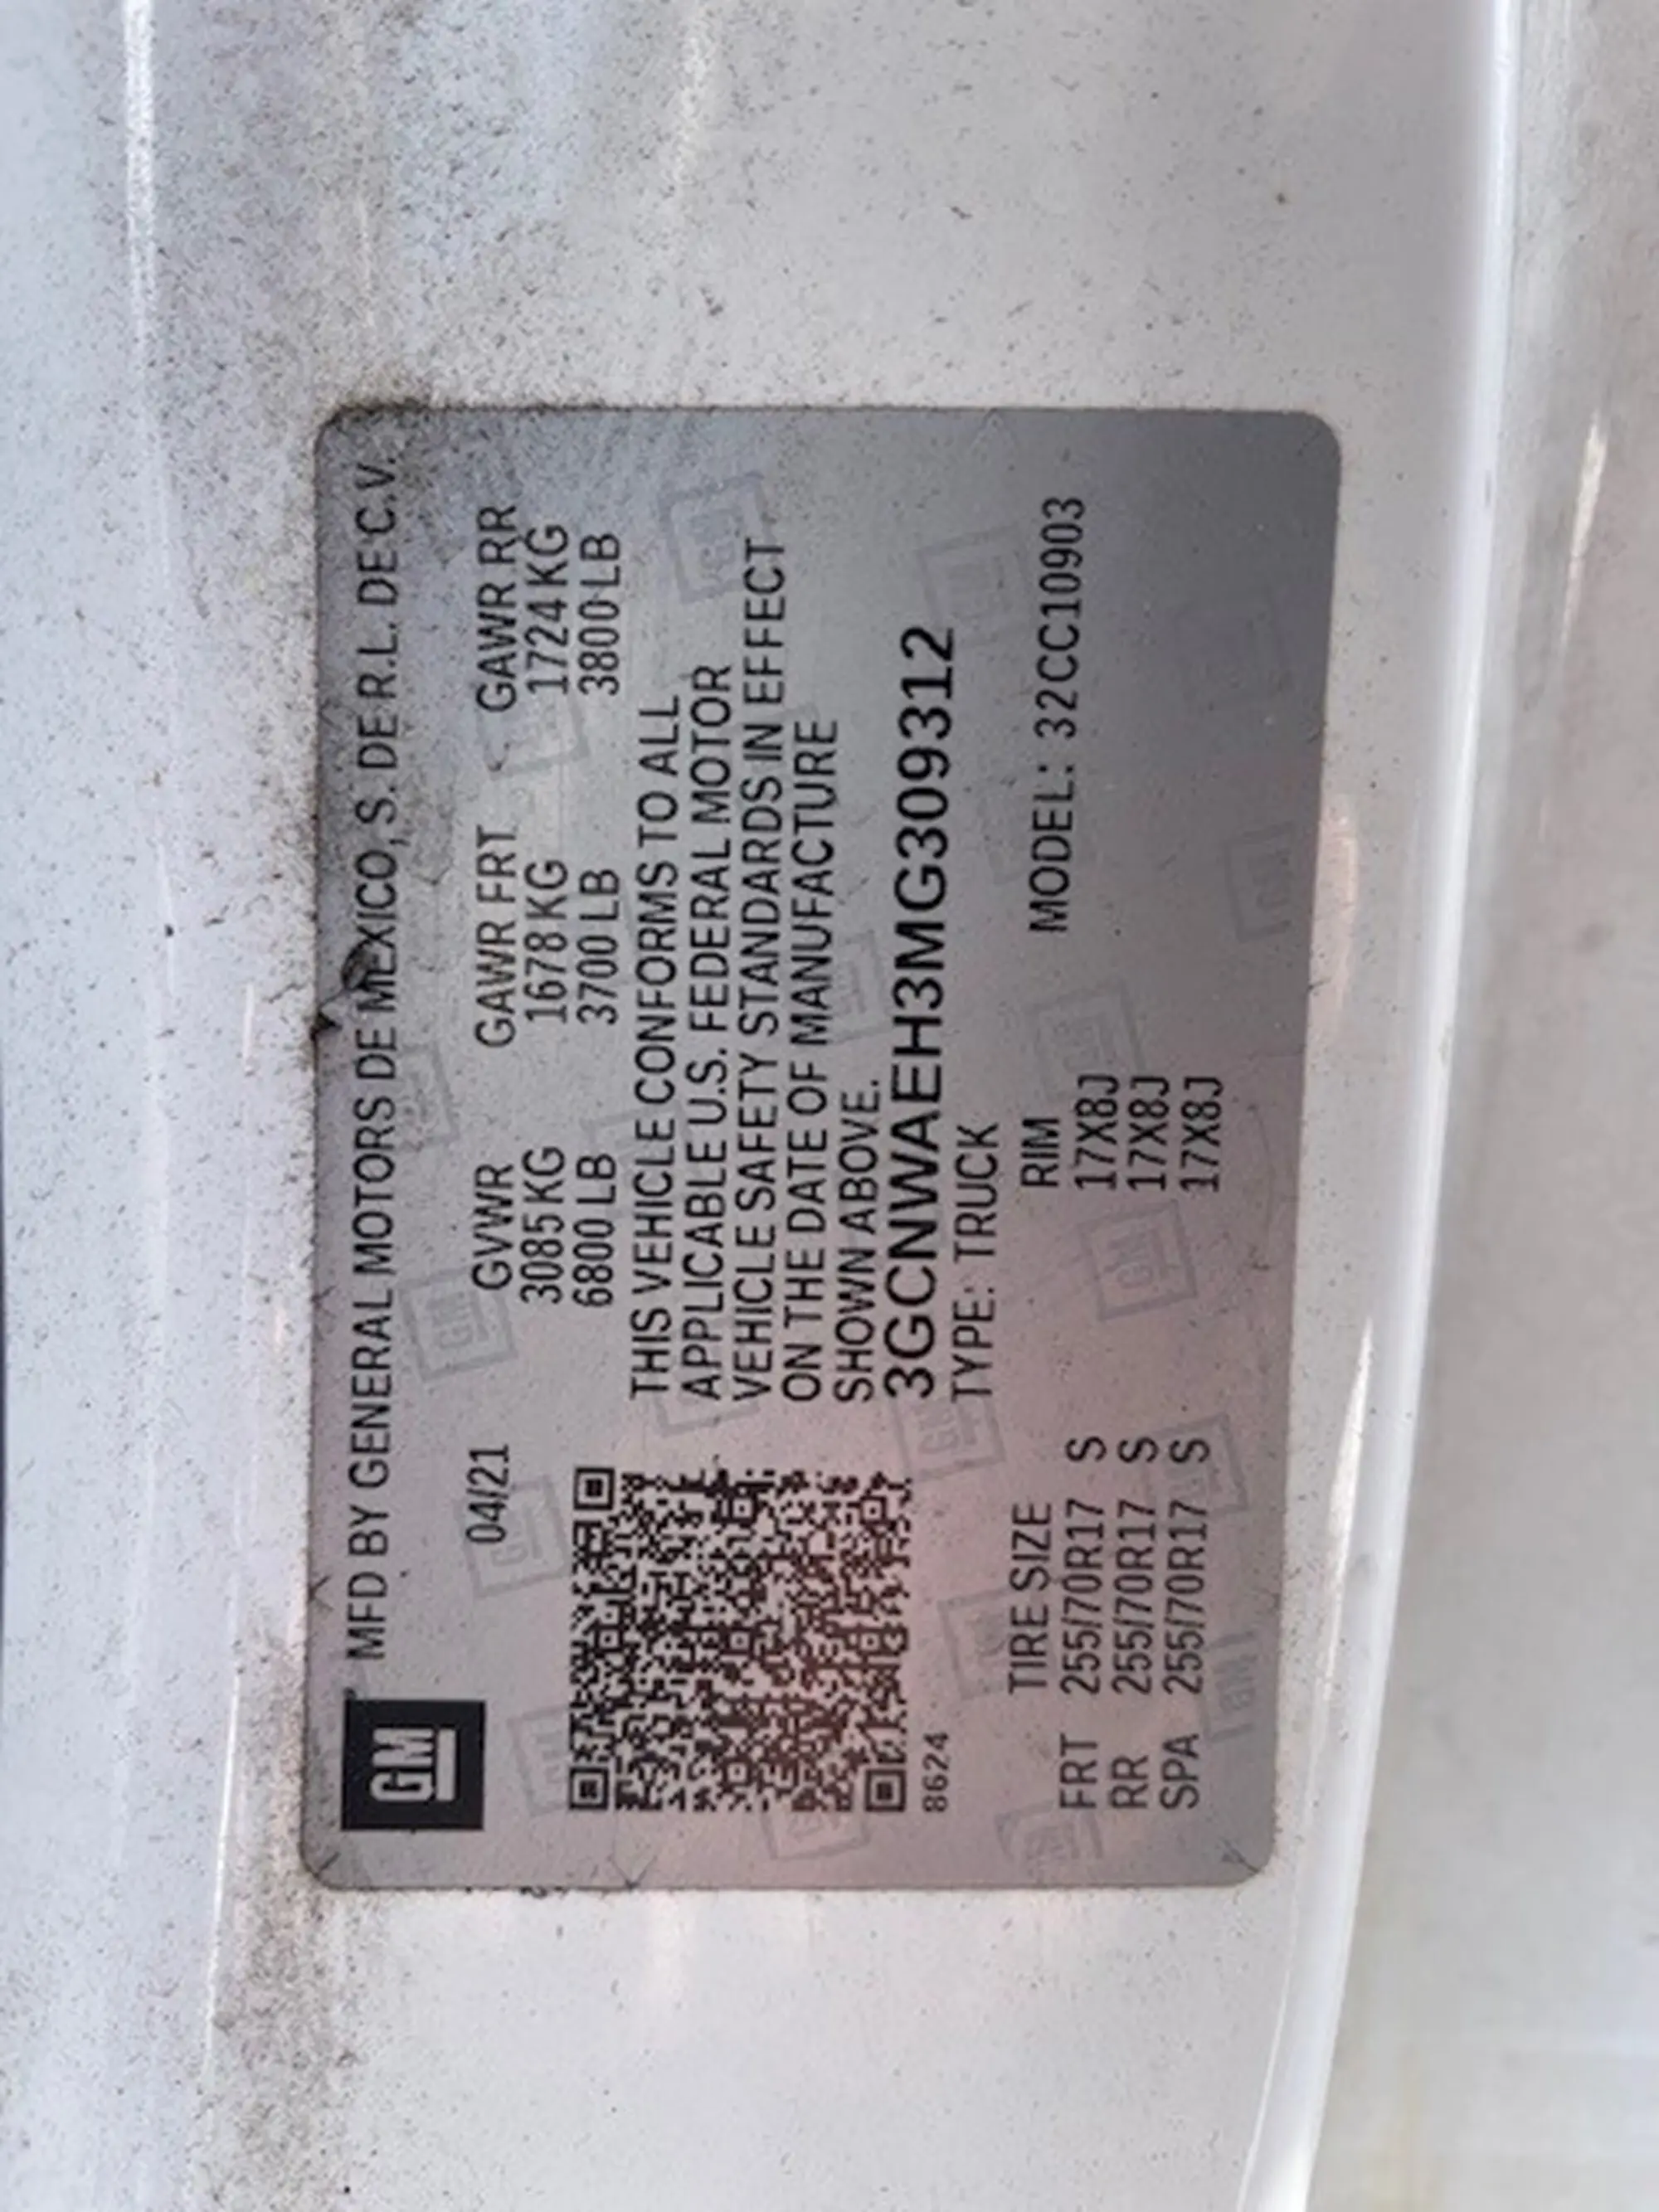 GM
MFD BY GENERAL MOTORS DE MEXICO, S. DE R.L. DE C.V.
04/21 GVWR GAWR FRT GAWR RR
3085 KG 1678 KG 1724 KG
6800 LB 3700 LB 3800 LB
THIS VEHICLE CONFORMS TO ALL
APPLICABLE U.S. FEDERAL MOTOR
VEHICLE SAFETY STANDARDS IN EFFECT
ON THE DATE OF MANUFACTURE
SHOWN ABOVE.
3GCNWAEH3MG309312
8624 TYPE: TRUCK
TIRE SIZE RIM MODEL: 32CC10903
FRT 255/70R17 S 17X8J
RR 255/70R17 S 17X8J
SPA 255/70R17 S 17X8J